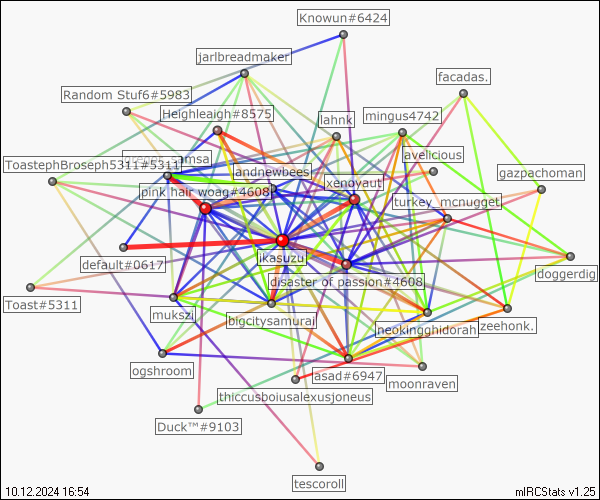 Knowun#6424
jarlbreadmaker
facadas.
Random Stuf6#5983
Heighleigh#8575
lahnk
mingus4742
avelicious
ToastephBroseph5311#5311
andnewbees
xenoyaut
gazpachoman
pink hair woag#4608
turkey_mcnugget
ikasuzu
default#0617
disaster of passion#4608
doggerdig
Toast#5311
mukszi
bigcitysamurai
neokingghidorah
zeehonk.
ogshroom
asad#6947
moonraven
thiccusboiusalexusjoneus
Duck™#9103
tescoroll
10.12.2024 16:54
mIRCStats v1.25